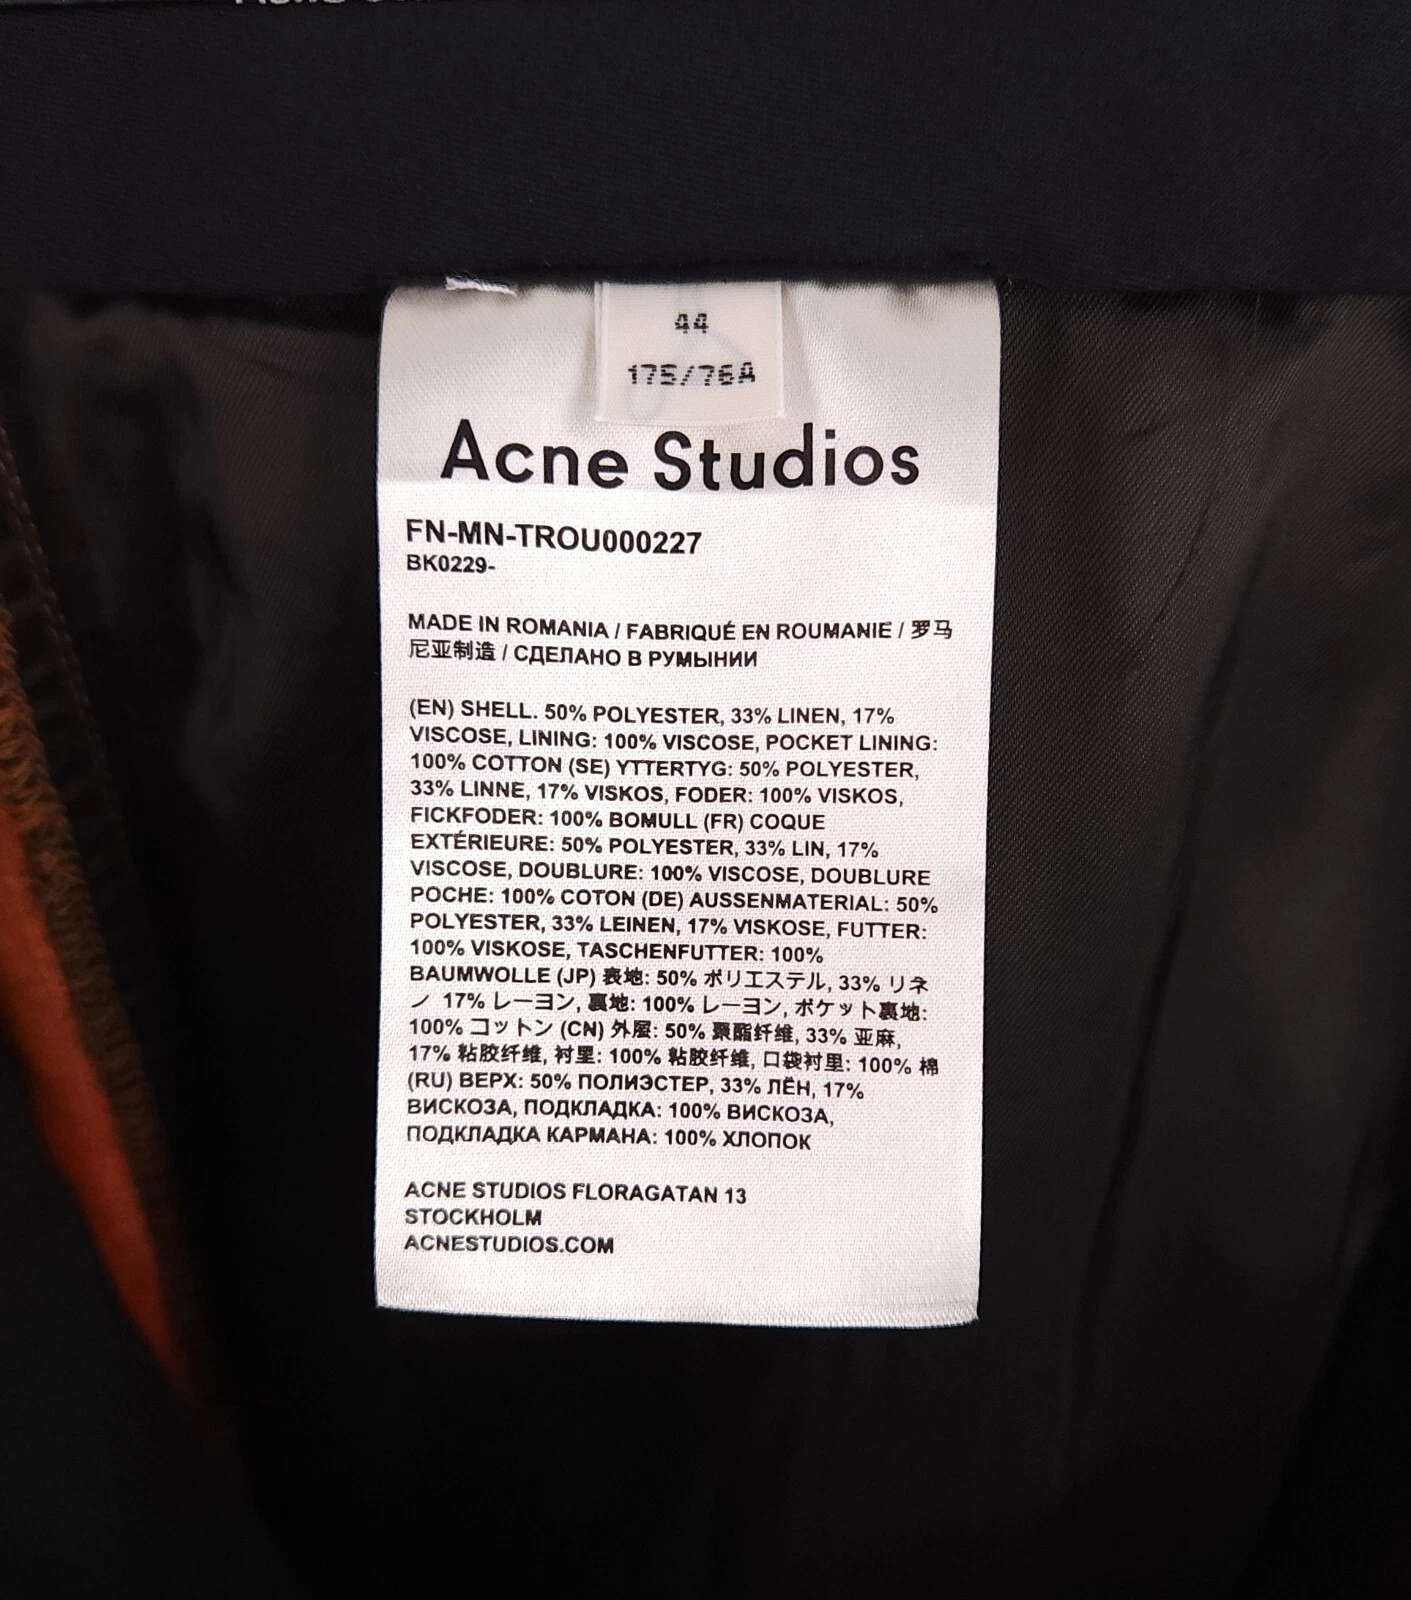 44
175/76A
Acne Studios
FN-MN-TROU000227
BK0229-
MADE IN ROMANIA / FABRIQUÉ EN ROUMANIE / 罗马
尼亚制造 / СДЕЛАНО В РУМЫНИИ
(EN) SHELL. 50% POLYESTER, 33% LINEN, 17%
VISCOSE, LINING: 100% VISCOSE, POCKET LINING:
100% COTTON (SE) YTTERTYG: 50% POLYESTER,
33% LINNE, 17% VISKOS, FODER: 100% VISKOS,
FICKFODER: 100% BOMULL (FR) COQUE
EXTÉRIEURE: 50% POLYESTER, 33% LIN, 17%
VISCOSE, DOUBLURE: 100% VISCOSE, DOUBLURE
POCHE: 100% COTON (DE) AUSSENMATERIAL: 50%
POLYESTER, 33% LEINEN, 17% VISKOSE, FUTTER:
100% VISKOSE, TASCHENFUTTER: 100%
BAUMWOLLE (JP) 表地: 50% ポリエステル, 33% リネ
ノ 17% レーヨン, 裏地: 100% レーヨン, ポケット裏地:
100% コットン (CN) 外层: 50% 聚酯纤维, 33% 亚麻,
17% 粘胶纤维, 衬里: 100% 粘胶纤维, 口袋衬里: 100% 棉
(RU) ВЕРХ: 50% ПОЛИЭСТЕР, 33% ЛЁН, 17%
ВИСКОЗА, ПОДКЛАДКА: 100% ВИСКОЗА,
ПОДКЛАДКА КАРМАНА: 100% ХЛОПОК
ACNE STUDIOS FLORAGATAN 13
STOCKHOLM
ACNESTUDIOS.COM